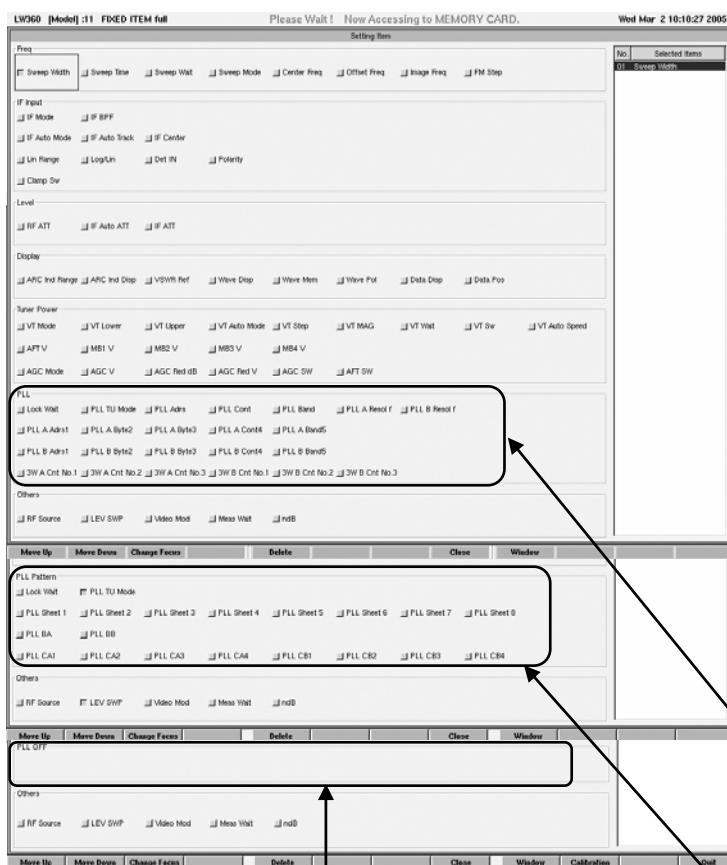 LW360 [Model] :11 FIXED ITEM full Please Wait ! Now Accessing to MEMORY CARD. Wed Mar 2 10:10:27 2005
Setting Item
Freq
Sweep Width Sweep Time Sweep Wait Sweep Mode Center Freq Offset Freq Image Freq FM Step
No. Selected Items
01 Sweep Width
IF Input
IF Mode IF BPF
IF Auto Mode IF Auto Track IF Center
Lin Range Log/Lin Det IN Polarity
Clamp Sw
Level
RF ATT IF Auto ATT IF ATT
Display
ARC Ind Range ARC Ind Disp VSWR Ref Wave Disp Wave Mem Wave Pol Data Disp Data Pos
Tuner Power
VT Mode VT Lower VT Upper VT Auto Mode VT Step VT MAG VT Wait VT Sw VT Auto Speed
AFT V MB1 V MB2 V MB3 V MB4 V
AGC Mode AGC V AGC Red dB AGC Red V AGC SW AFT SW
PLL
Lock Wait PLL TU Mode PLL Adrs PLL Cont PLL Band PLL A Resol f PLL B Resol f
PLL A Adrs1 PLL A Byte2 PLL A Byte3 PLL A Cont4 PLL A Band5
PLL B Adrs1 PLL B Byte2 PLL B Byte3 PLL B Cont4 PLL B Band5
3W A Cnt No.1 3W A Cnt No.2 3W A Cnt No.3 3W B Cnt No.1 3W B Cnt No.2 3W B Cnt No.3
Others
RF Source LEV SWP Video Mod Meas Wait ndB
Move Up Move Down Change Focus Delete Close Window
PLL Pattern
Lock Wait PLL TU Mode
PLL Sheet 1 PLL Sheet 2 PLL Sheet 3 PLL Sheet 4 PLL Sheet 5 PLL Sheet 6 PLL Sheet 7 PLL Sheet 8
PLL BA PLL BB
PLL CA1 PLL CA2 PLL CA3 PLL CA4 PLL CB1 PLL CB2 PLL CB3 PLL CB4
Others
RF Source LEV SWP Video Mod Meas Wait ndB
Move Up Move Down Change Focus Delete Close Window
PLL OFF
Others
RF Source LEV SWP Video Mod Meas Wait ndB
Move Up Move Down Change Focus Delete Close Window Calibration Quit